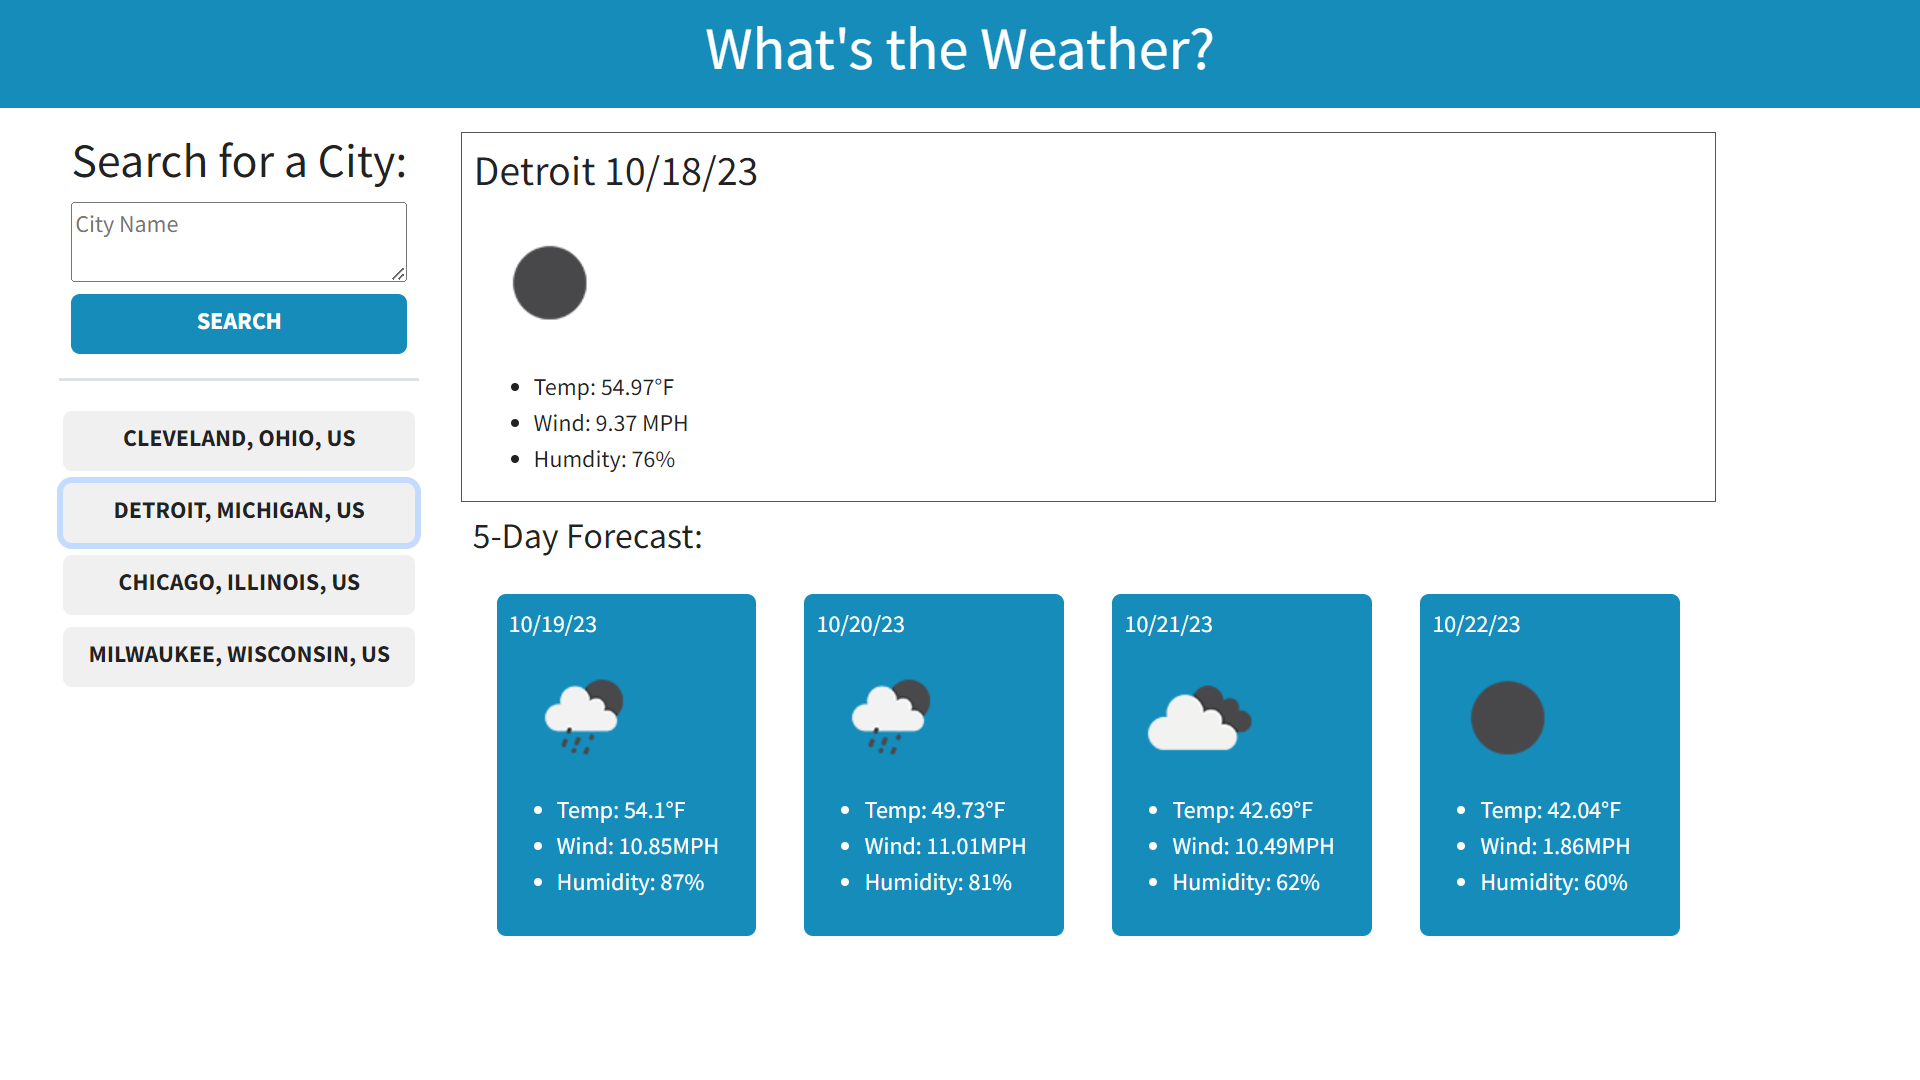 What's the Weather?
Search for a City:
City Name
SEARCH
CLEVELAND, OHIO, US
DETROIT, MICHIGAN, US
CHICAGO, ILLINOIS, US
MILWAUKEE, WISCONSIN, US
Detroit 10/18/23
Temp: 54.97°F
Wind: 9.37 MPH
Humdity: 76%
5-Day Forecast:
10/19/23
Temp: 54.1°F
Wind: 10.85MPH
Humidity: 87%
10/20/23
Temp: 49.73°F
Wind: 11.01MPH
Humidity: 81%
10/21/23
Temp: 42.69°F
Wind: 10.49MPH
Humidity: 62%
10/22/23
Temp: 42.04°F
Wind: 1.86MPH
Humidity: 60%